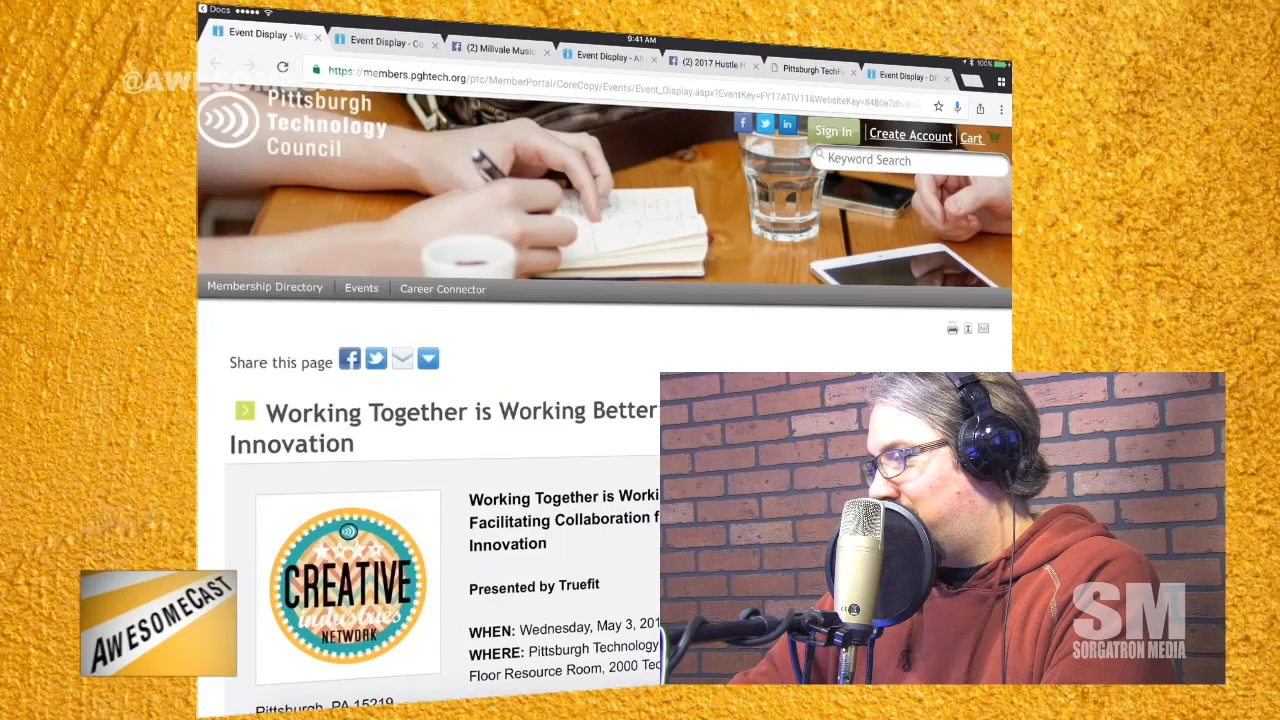 Docs
9:41 AM
100%
Event Display - Wo
Event Display - Co
(2) Millvale Music
Event Display - Al
(2) 2017 Hustle H
Pittsburgh TechF
Event Display - D
@AWESOMECAST
https://members.pghtech.org/ptc/MemberPortal/CoreCopy/Events/Event_Display.aspx?EventKey=FY17ATIV11&WebsiteKey=8480e7db
Pittsburgh
Technology
Council
Sign In
Create Account
Cart
Keyword Search
Membership Directory
Events
Career Connector
Share this page
Working Together is Working Better
Innovation
Working Together is Worki
Facilitating Collaboration f
Innovation
Presented by Truefit
WHEN: Wednesday, May 3, 201
WHERE: Pittsburgh Technology
Floor Resource Room, 2000 Tec
Pittsburgh, PA 15219
CREATIVE
Industries
NETWORK
AWESOMECAST
SM
SORGATRON MEDIA